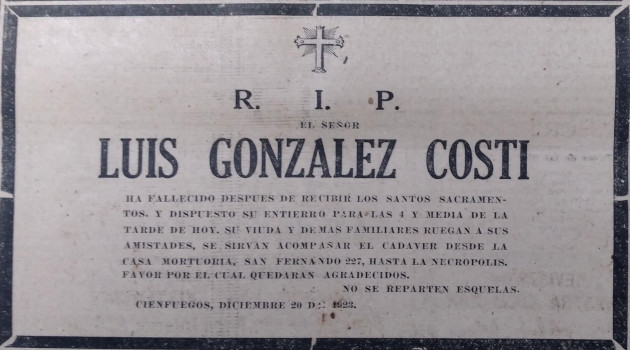 R. I. P.
EL SEÑOR
LUIS GONZALEZ COSTI
HA FALLECIDO DESPUES DE RECIBIR LOS SANTOS SACRAMEN-
TOS. Y DISPUESTO SU ENTIERRO PARA LAS 4 Y MEDIA DE LA
TARDE DE HOY. SU VIUDA Y DEMAS FAMILIARES RUEGAN A SUS
AMISTADES, SE SIRVAN ACOMPAÑAR EL CADAVER DESDE LA
CASA MORTUORIA, SAN FERNANDO 227, HASTA LA NECROPOLIS.
FAVOR POR EL CUAL QUEDARAN AGRADECIDOS.
NO SE REPARTEN ESQUELAS.
CIENFUEGOS, DICIEMBRE 20 DE 1923.